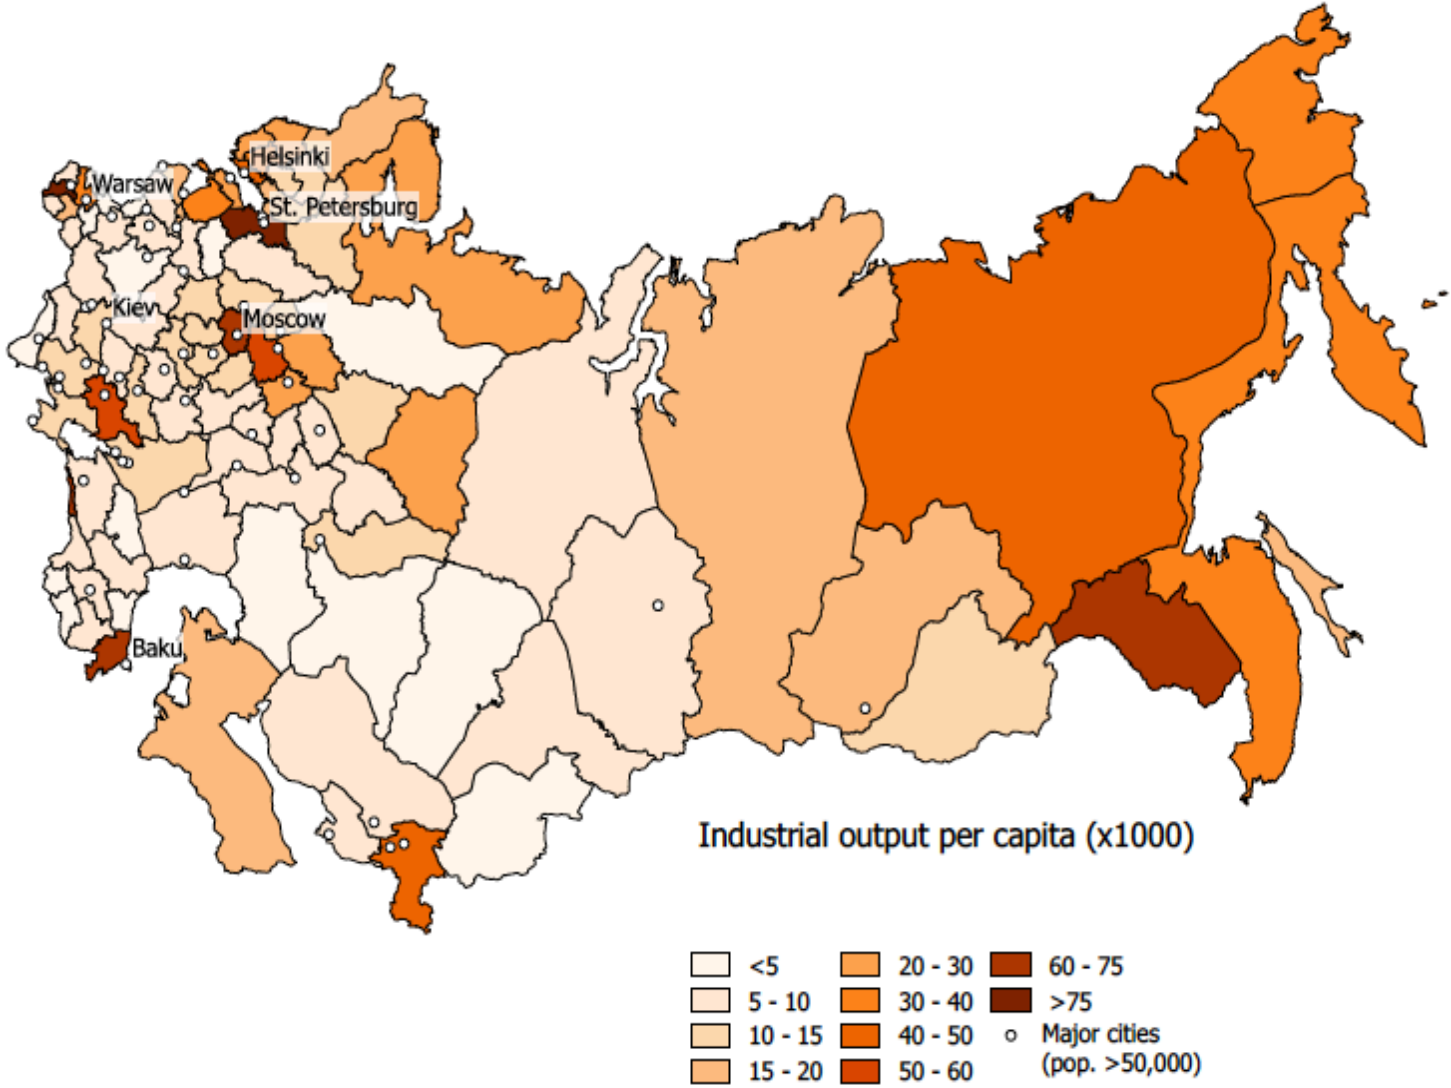 Helsinki
Warsaw
St. Petersburg
Kiev
Moscow
Baku
Industrial output per capita (x1000)
<5 20 - 30 60 - 75
5 - 10 30 - 40 >75
10 - 15 40 - 50 Major cities
15 - 20 50 - 60 (pop. >50,000)